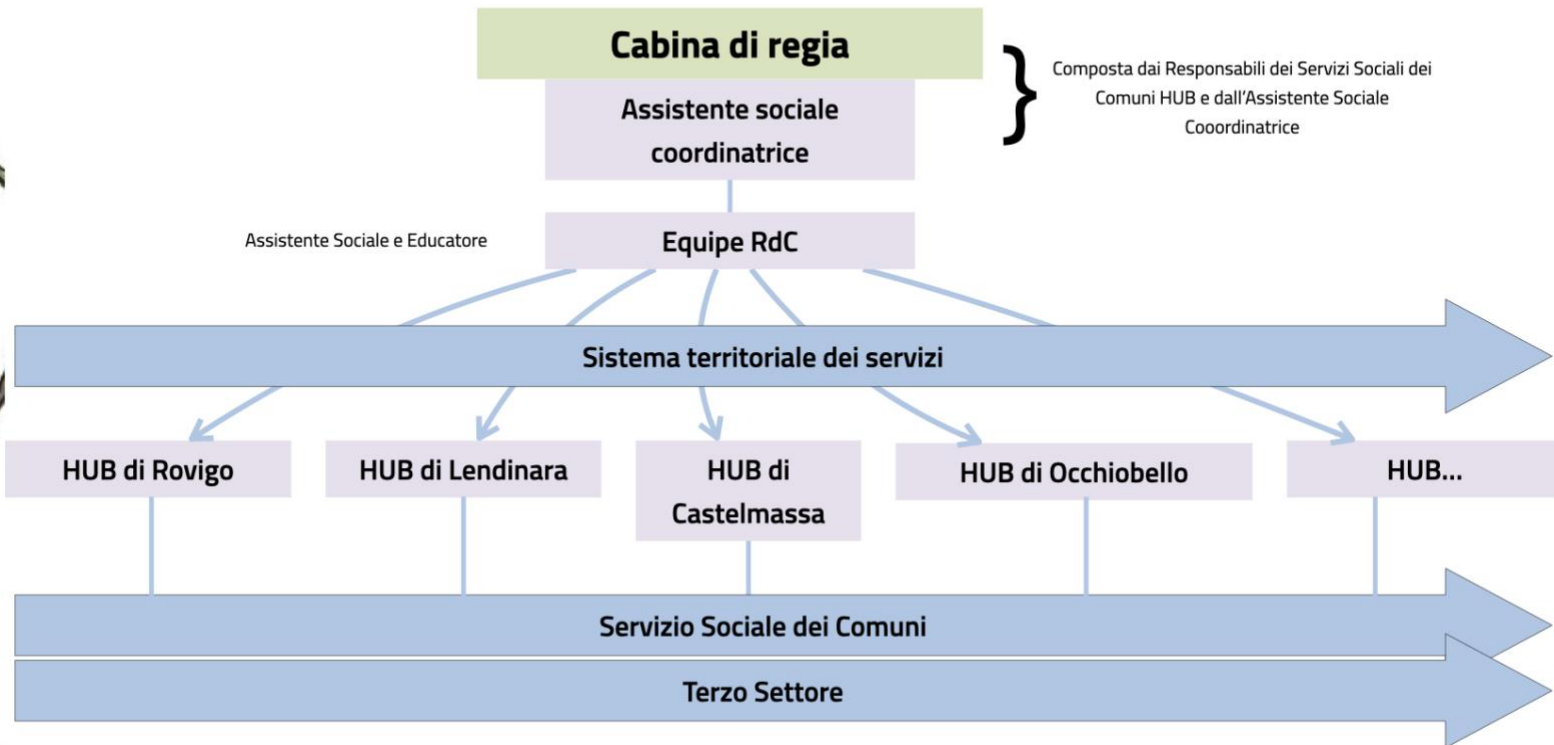 Cabina di regia
Assistente sociale
coordinatrice
Composta dai Responsabili dei Servizi Sociali dei
Comuni HUB e dall'Assistente Sociale
Cooordinatrice
Assistente Sociale e Educatore
Equipe RdC
Sistema territoriale dei servizi
HUB di Rovigo
HUB di Lendinara
HUB di
Castelmassa
HUB di Occhiobello
HUB...
Servizio Sociale dei Comuni
Terzo Settore